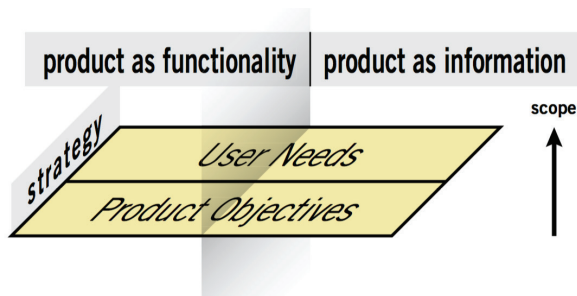 product as functionality product as information
scope
strategy
User Needs
Product Objectives